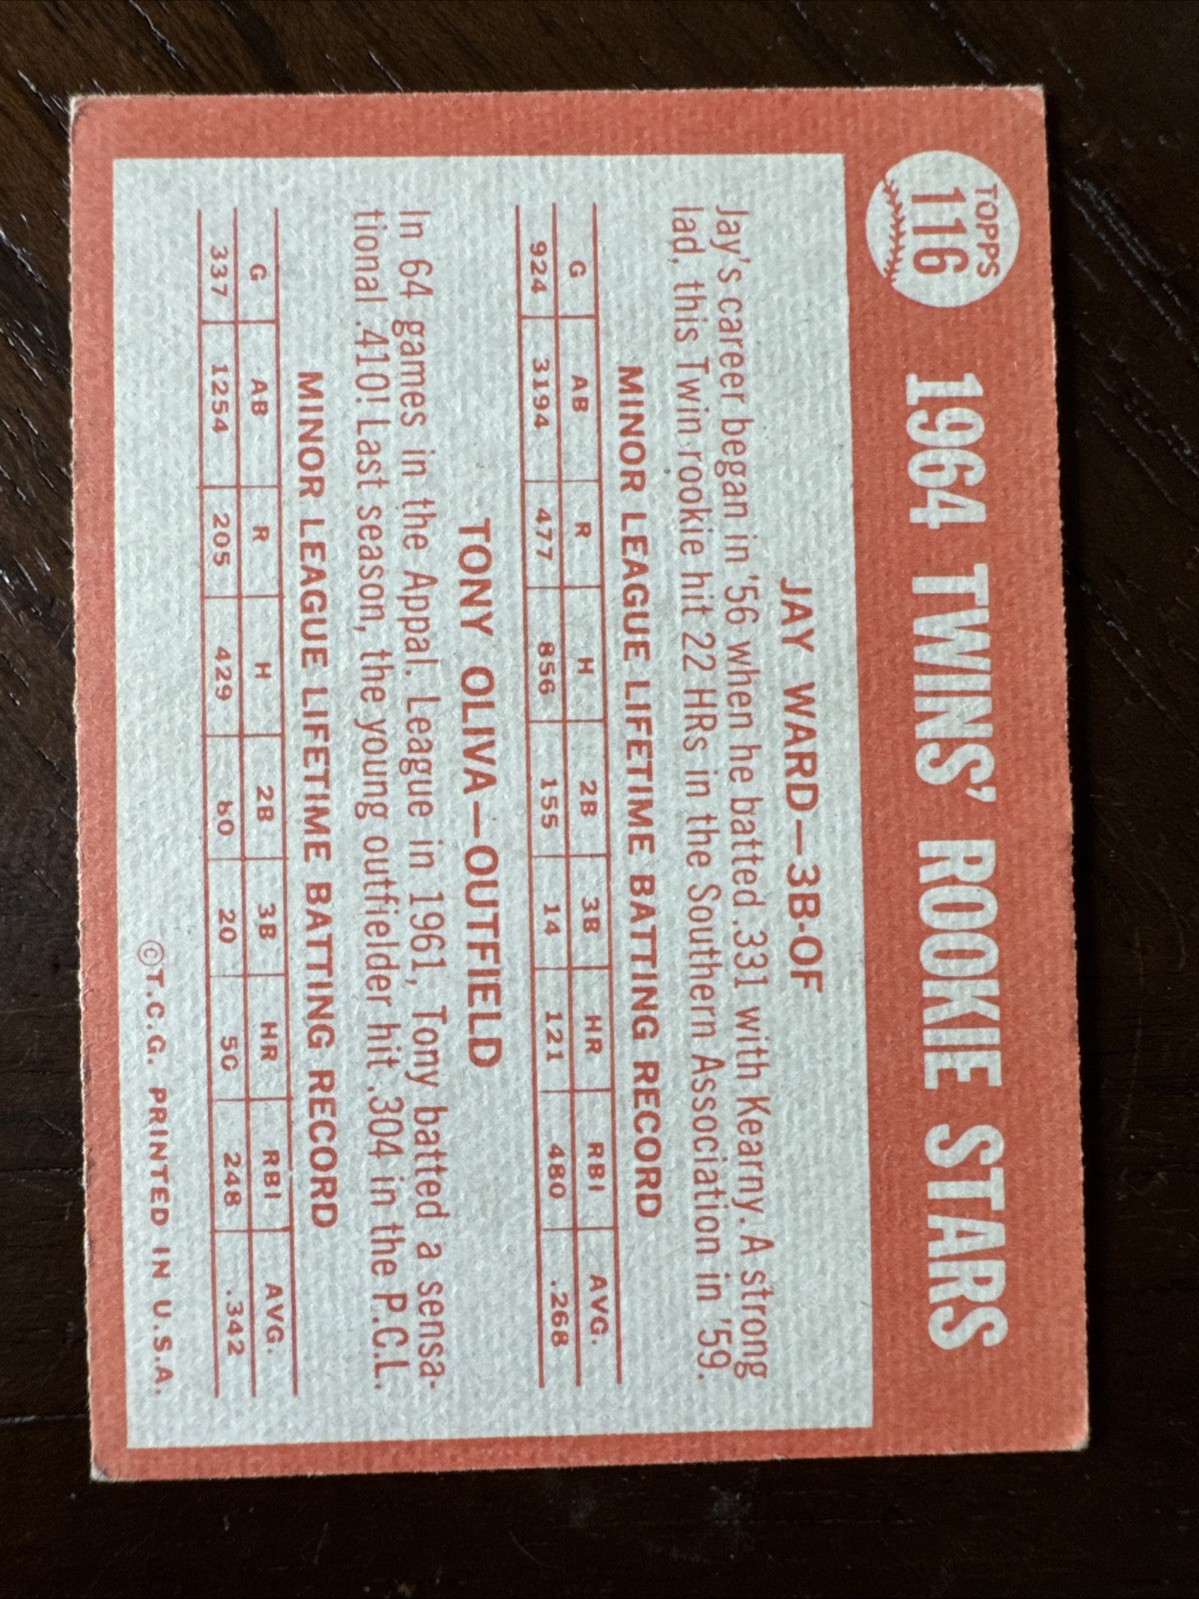 TOPPS
116
1964 TWINS' ROOKIE STARS
JAY WARD—3B-OF
Jay's career began in '56 when he batted .331 with Kearny. A strong
lad, this Twin rookie hit 22 HRs in the Southern Association in '59.
MINOR LEAGUE LIFETIME BATTING RECORD
G AB R H 2B 3B HR RBI AVG.
924 3194 477 856 155 14 121 480 .268
TONY OLIVA—OUTFIELD
In 64 games in the Appal. League in 1961, Tony batted a sensa-
tional .410! Last season, the young outfielder hit .304 in the P.C.L.
MINOR LEAGUE LIFETIME BATTING RECORD
G AB R H 2B 3B HR RBI AVG.
337 1254 205 429 60 20 50 248 .342
©T.C.G. PRINTED IN U.S.A.